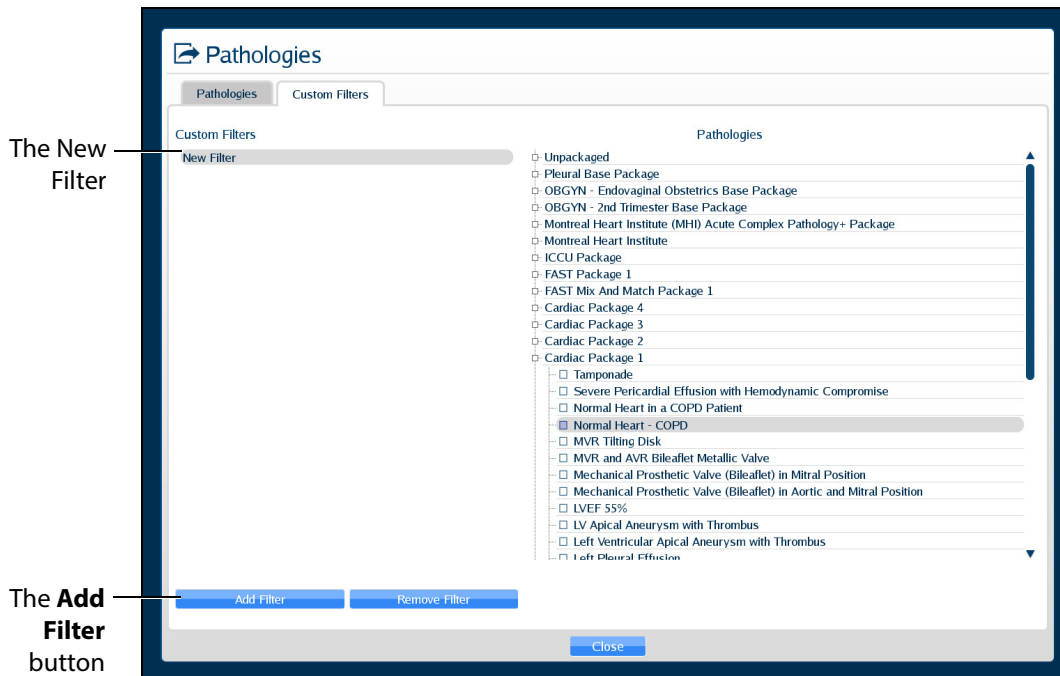 Pathologies
Pathologies
Custom Filters
Custom Filters
Pathologies
The New
Filter
New Filter
Unpackaged
Pleural Base Package
OBGYN - Endovaginal Obstetrics Base Package
OBGYN - 2nd Trimester Base Package
Montreal Heart Institute (MHI) Acute Complex Pathology+ Package
Montreal Heart Institute
ICCU Package
FAST Package 1
FAST Mix And Match Package 1
Cardiac Package 4
Cardiac Package 3
Cardiac Package 2
Cardiac Package 1
Tamponade
Severe Pericardial Effusion with Hemodynamic Compromise
Normal Heart in a COPD Patient
Normal Heart - COPD
MVR Tilting Disk
MVR and AVR Bileaflet Metallic Valve
Mechanical Prosthetic Valve (Bileaflet) in Mitral Position
Mechanical Prosthetic Valve (Bileaflet) in Aortic and Mitral Position
LVEF 55%
LV Apical Aneurysm with Thrombus
Left Ventricular Apical Aneurysm with Thrombus
Left Pleural Effusion
The Add
Filter
button
Add Filter
Remove Filter
Close